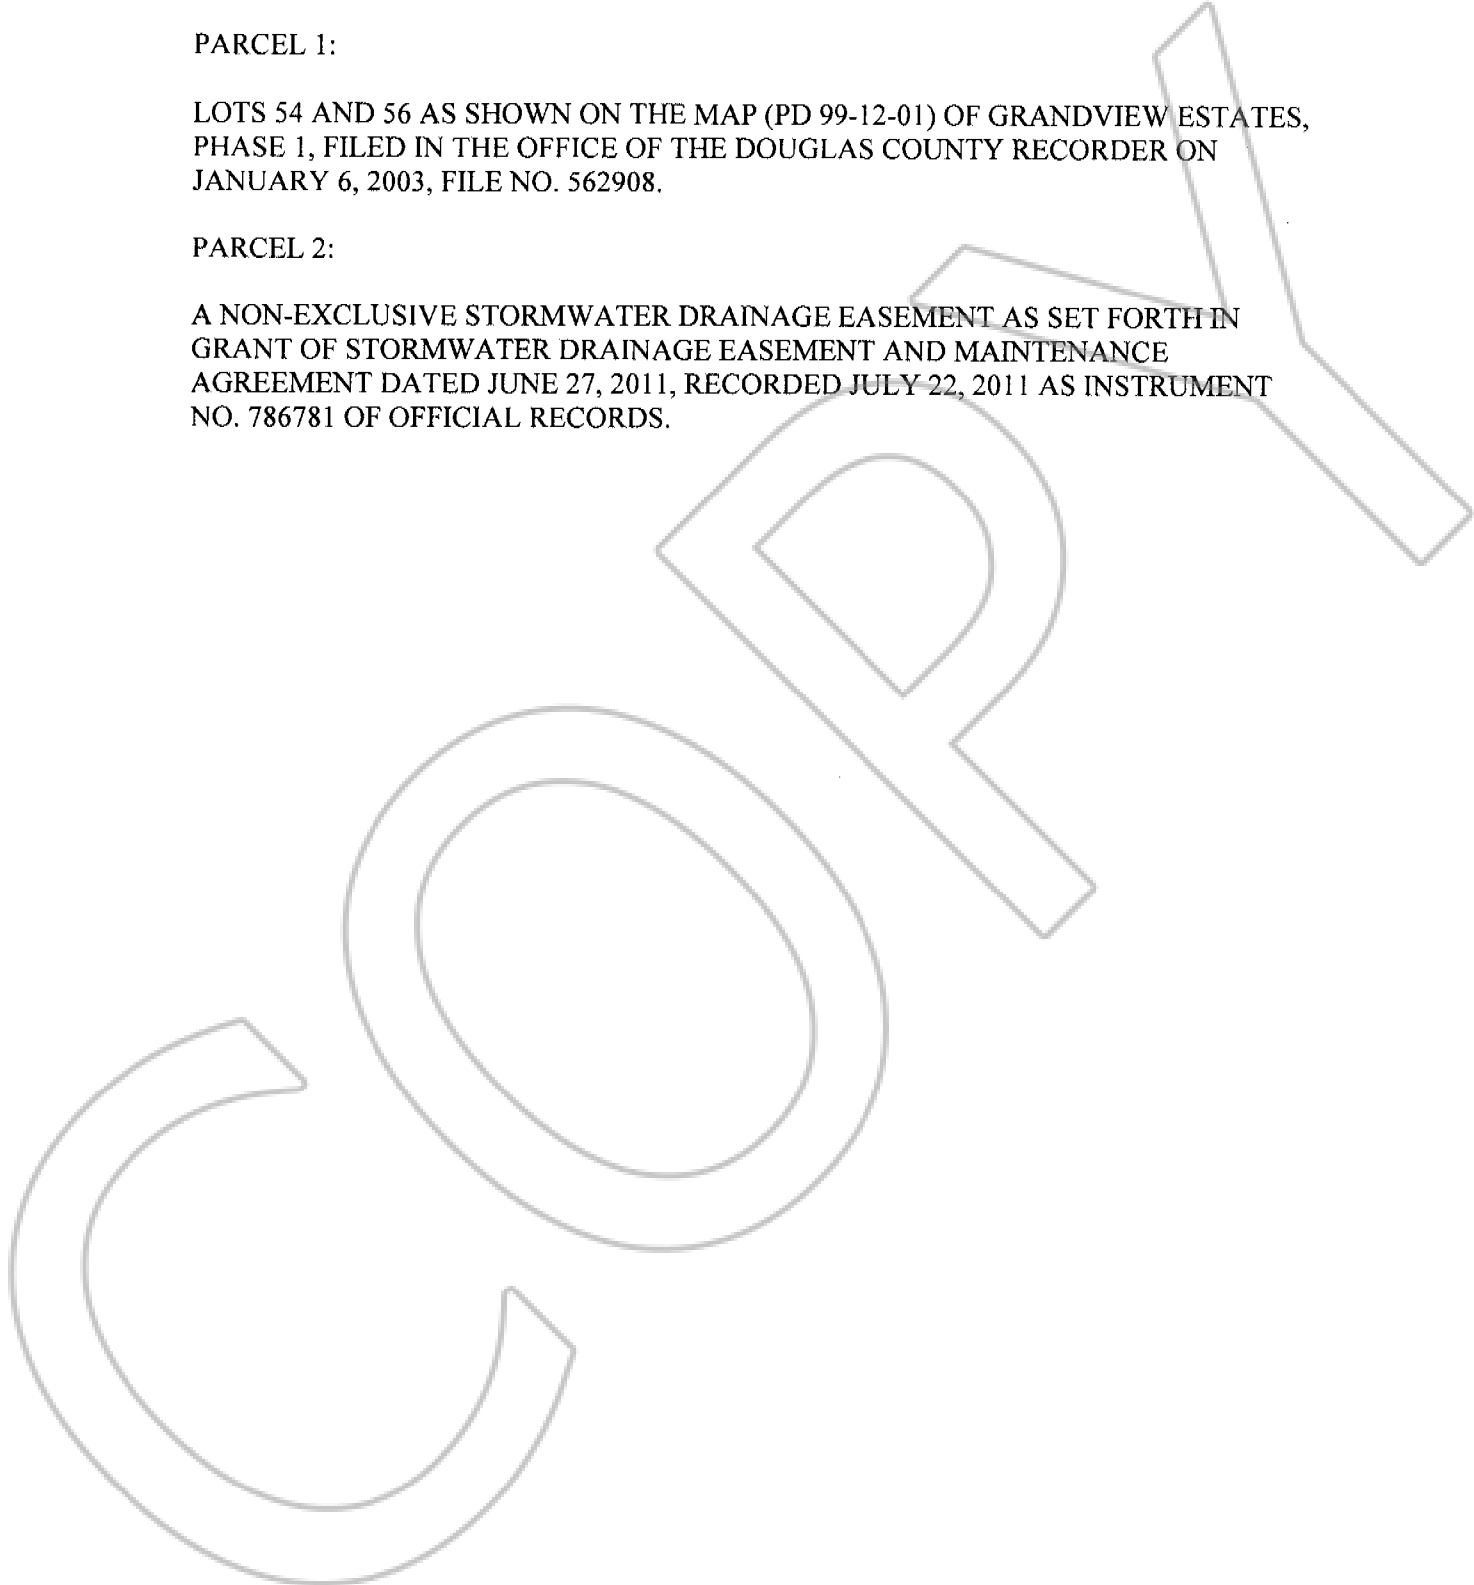 PARCEL 1:
LOTS 54 AND 56 AS SHOWN ON THE MAP (PD 99-12-01) OF GRANDVIEW ESTATES,
PHASE 1, FILED IN THE OFFICE OF THE DOUGLAS COUNTY RECORDER ON
JANUARY 6, 2003, FILE NO. 562908.
PARCEL 2:
A NON-EXCLUSIVE STORMWATER DRAINAGE EASEMENT AS SET FORTH IN
GRANT OF STORMWATER DRAINAGE EASEMENT AND MAINTENANCE
AGREEMENT DATED JUNE 27, 2011, RECORDED JULY 22, 2011 AS INSTRUMENT
NO. 786781 OF OFFICIAL RECORDS.
COPY